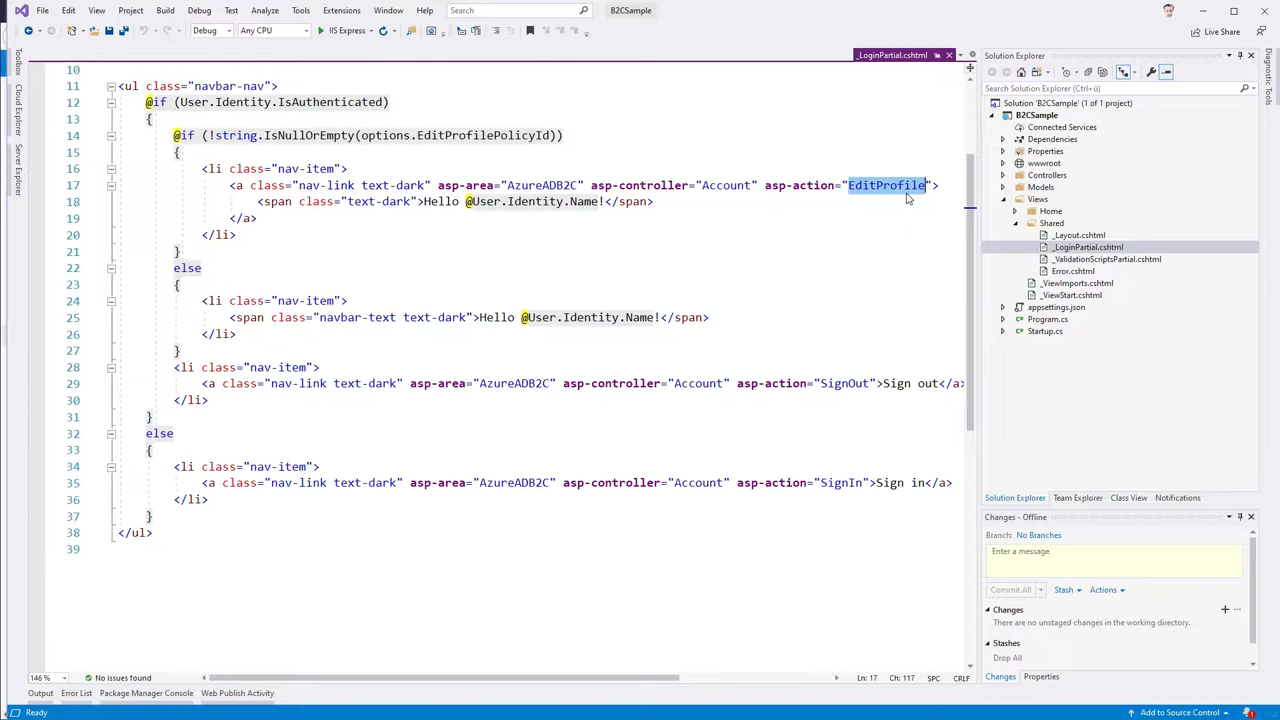 File Edit View Project Build Debug Test Analyze Tools Extensions Window Help Search B2CSample
Debug Any CPU IIS Express Live Share
Toolbox
Cloud Explorer
Server Explorer
_LoginPartial.cshtml
10
11 <ul class="navbar-nav">
12 @if (User.Identity.IsAuthenticated)
13 {
14 @if (!string.IsNullOrEmpty(options.EditProfilePolicyId))
15 {
16 <li class="nav-item">
17 <a class="nav-link text-dark" asp-area="AzureADB2C" asp-controller="Account" asp-action="EditProfile">
18 <span class="text-dark">Hello @User.Identity.Name!</span>
19 </a>
20 </li>
21 }
22 else
23 {
24 <li class="nav-item">
25 <span class="navbar-text text-dark">Hello @User.Identity.Name!</span>
26 </li>
27 }
28 <li class="nav-item">
29 <a class="nav-link text-dark" asp-area="AzureADB2C" asp-controller="Account" asp-action="SignOut">Sign out</a>
30 </li>
31 }
32 else
33 {
34 <li class="nav-item">
35 <a class="nav-link text-dark" asp-area="AzureADB2C" asp-controller="Account" asp-action="SignIn">Sign in</a>
36 </li>
37 }
38 </ul>
39
146 % No issues found Ln: 17 Ch: 117 SPC CRLF
Output Error List Package Manager Console Web Publish Activity
Ready Add to Source Control 1
Solution Explorer
Search Solution Explorer (Ctrl+ü)
Solution 'B2CSample' (1 of 1 project)
B2CSample
Connected Services
Dependencies
Properties
wwwroot
Controllers
Models
Views
Home
Shared
_Layout.cshtml
_LoginPartial.cshtml
_ValidationScriptsPartial.cshtml
Error.cshtml
_ViewImports.cshtml
_ViewStart.cshtml
appsettings.json
Program.cs
Startup.cs
Solution Explorer Team Explorer Class View Notifications
Changes - Offline
Branch: No Branches
Enter a message
Commit All Stash Actions
Changes
There are no unstaged changes in the working directory.
Stashes
Drop All
Changes Properties
Diagnostic Tools